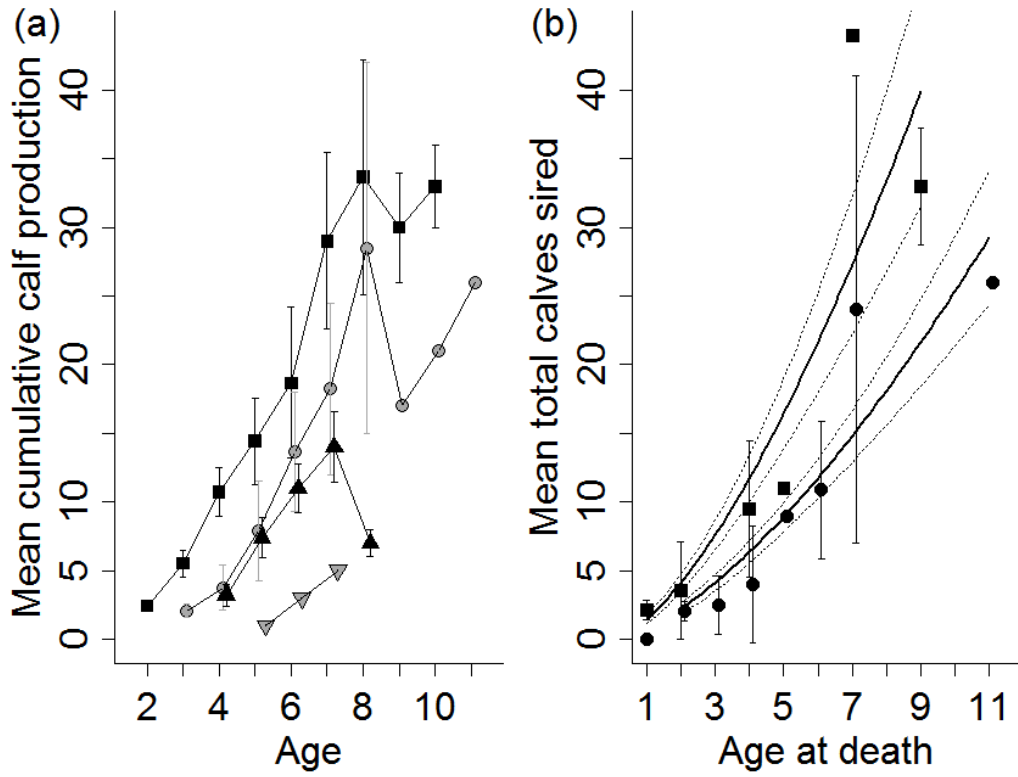 (a)
Mean cumulative calf production
0 5 10 20 30 40
2 4 6 8 10
Age
(b)
Mean total calves sired
0 5 10 20 30 40
1 3 5 7 9 11
Age at death